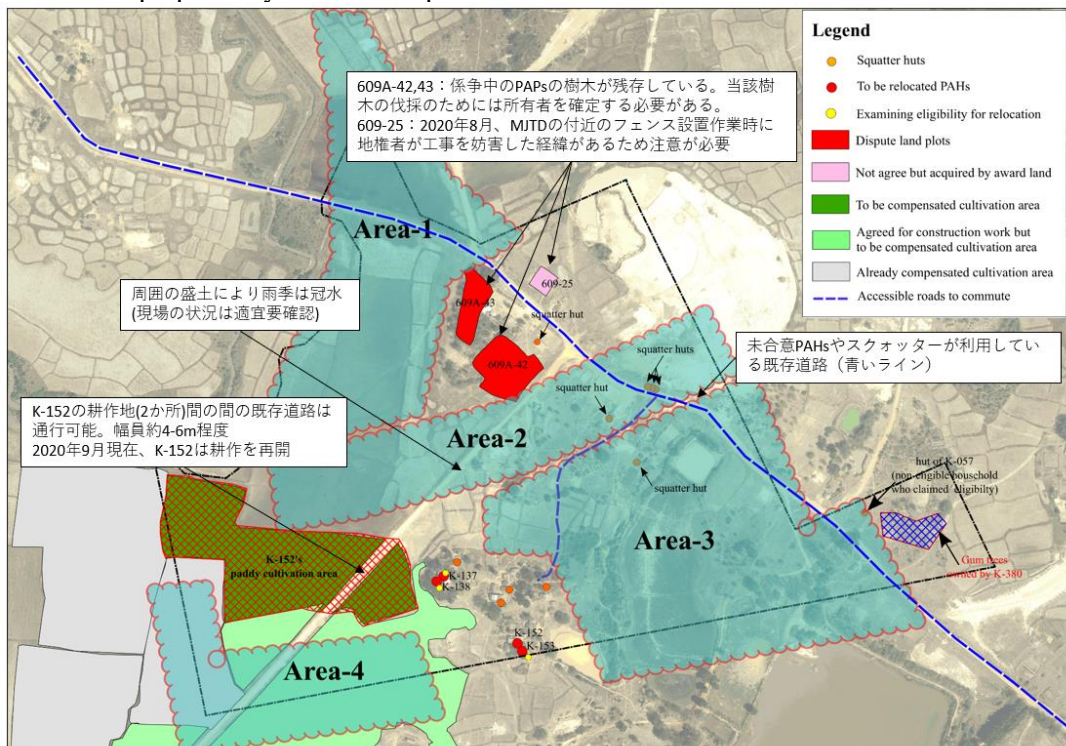 Legend
Squatter huts
To be relocated PAHs
Examining eligibility for relocation
Dispute land plots
Not agree but acquired by award land
To be compensated cultivation area
Agreed for construction work but
to be compensated cultivation area
Already compensated cultivation area
Accessible roads to commute
609A-42,43：係争中のPAPsの樹木が残存している。当該樹
木の伐採のためには所有者を確定する必要がある。
609-25：2020年8月、MJTDの付近のフェンス設置作業時に
地権者が工事を妨害した経緯があるため注意が必要
Area-1
609-25
609A-43
squatter hut
周囲の盛土により雨季は冠水
(現場の状況は適宜要確認)
609A-42
squatter huts
未合意PAHsやスクォッターが利用してい
る既存道路（青いライン）
squatter hut
K-152の耕作地(2か所)間の間の既存道路は
通行可能。幅員約4-6m程度
2020年9月現在、K-152は耕作を再開
Area-2
squatter hut
hut of K-057
(non-eligible household
who claimed eligibilty)
Area-3
Gum trees
owned by K-380
K-152's
paddy cultivation area
K-137
K-138
K-152
K-153
Area-4